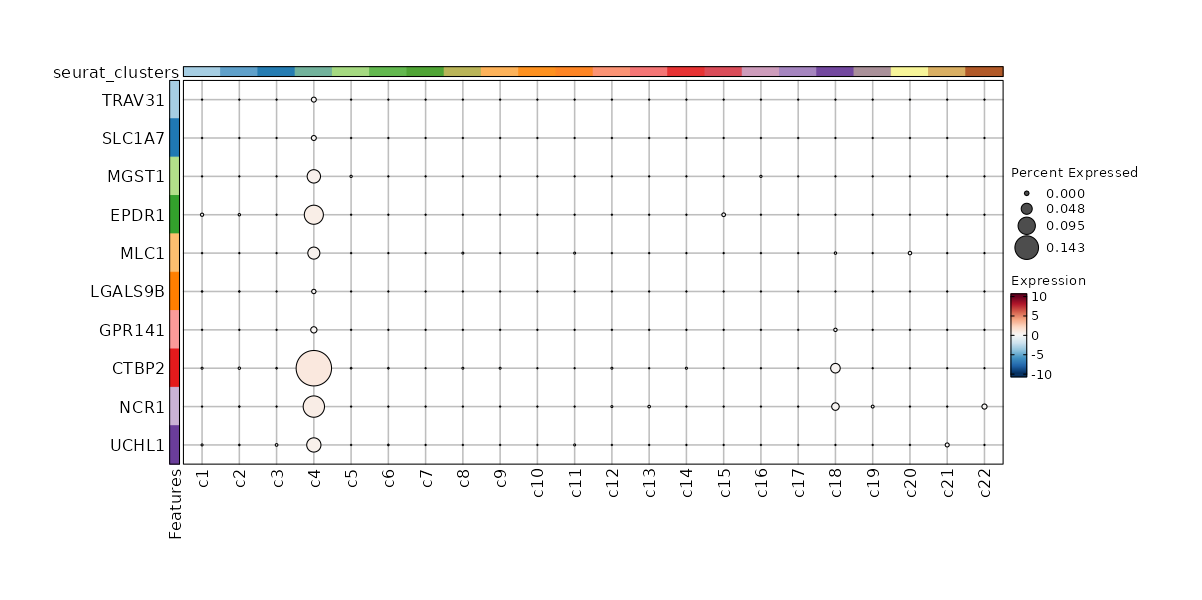 seurat_clusters
TRAV31
SLC1A7
MGST1
EPDR1
MLC1
LGALS9B
GPR141
CTBP2
NCR1
UCHL1
Features
c1 c2 c3 c4 c5 c6 c7 c8 c9 c10 c11 c12 c13 c14 c15 c16 c17 c18 c19 c20 c21 c22
Percent Expressed
0.000
0.048
0.095
0.143
Expression
10
5
0
-5
-10